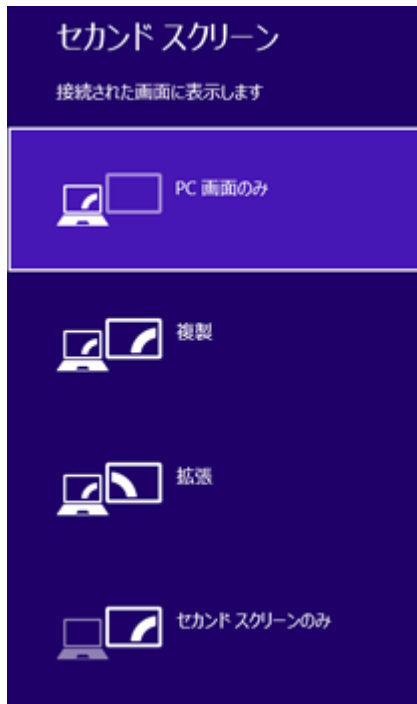 セカンド スクリーン
接続された画面に表示します
PC 画面のみ
複製
拡張
セカンド スクリーンのみ